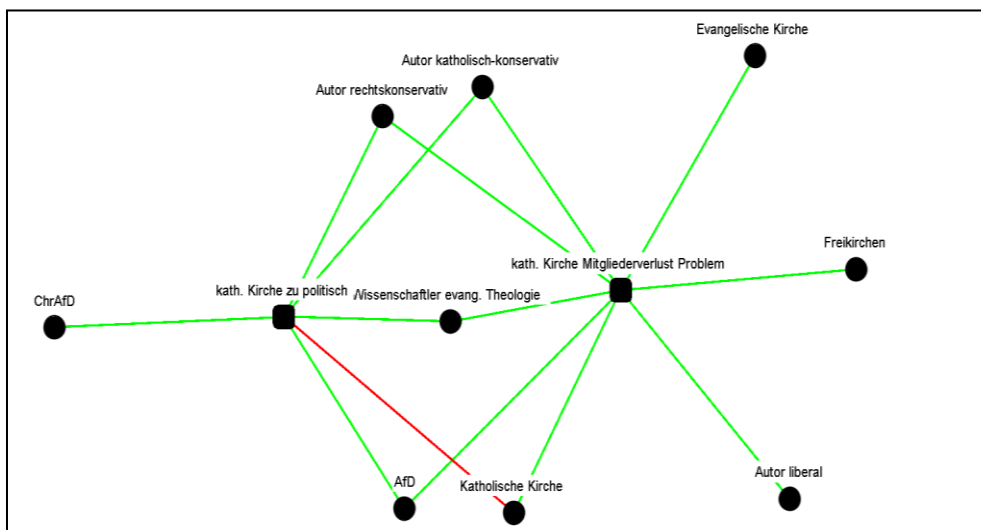 Evangelische Kirche
Autor katholisch-konservativ
Autor rechtskonservativ
Freikirchen
kath. Kirche Mitgliederverlust Problem
kath. Kirche zu politisch
Wissenschaftler evang. Theologie
ChrAfD
Autor liberal
AfD
Katholische Kirche